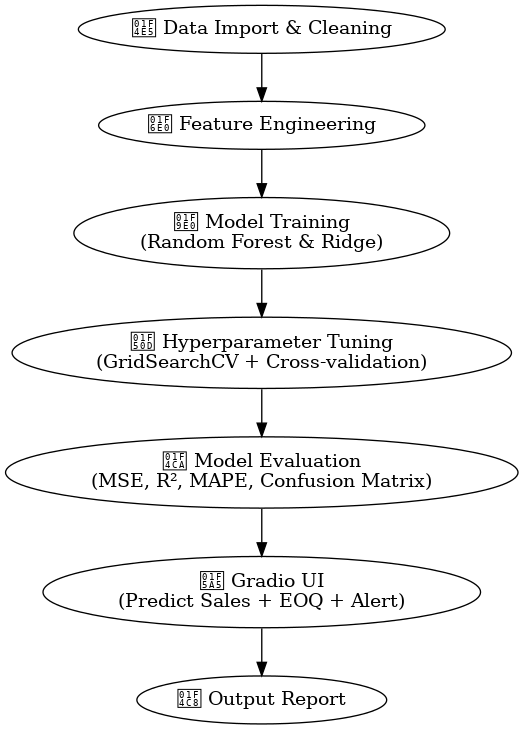 📥 Data Import & Cleaning
🛠 Feature Engineering
🧠 Model Training
(Random Forest & Ridge)
🔍 Hyperparameter Tuning
(GridSearchCV + Cross-validation)
📊 Model Evaluation
(MSE, R², MAPE, Confusion Matrix)
🖥 Gradio UI
(Predict Sales + EOQ + Alert)
📈 Output Report